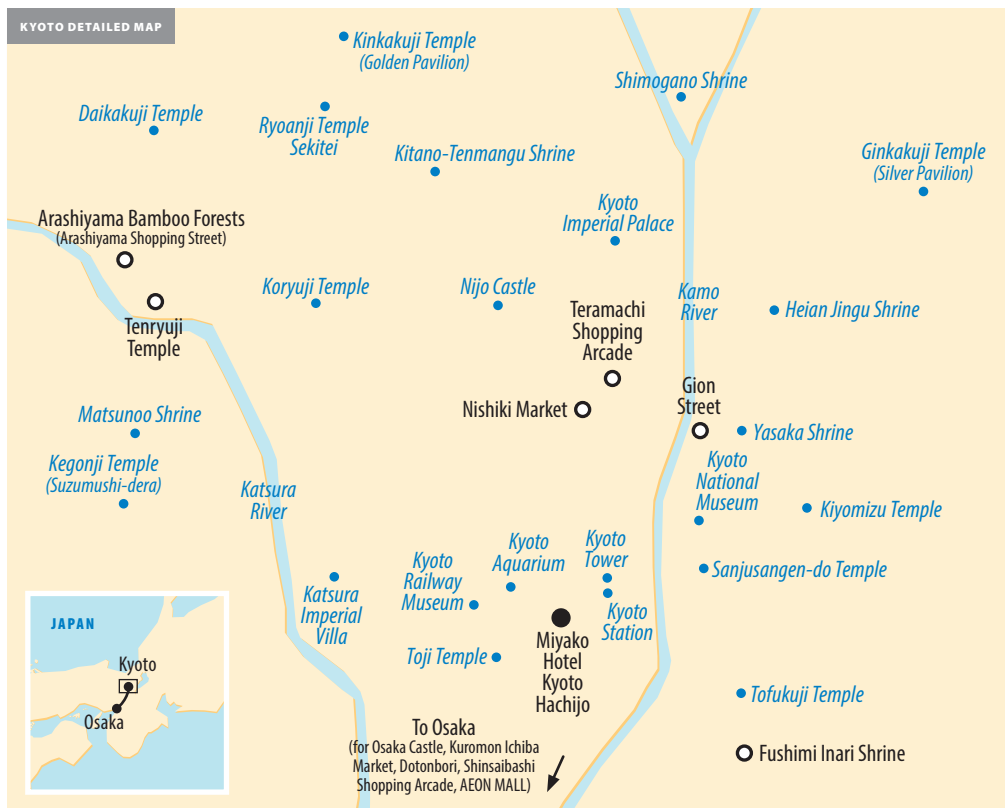 KYOTO DETAILED MAP
Kinkakuji Temple
(Golden Pavilion)
Shimogano Shrine
Daikakuji Temple
Ryoanji Temple
Sekitei
Kitano-Tenmangu Shrine
Ginkakuji Temple
(Silver Pavilion)
Kyoto
Imperial Palace
Arashiyama Bamboo Forests
(Arashiyama Shopping Street)
Koryuji Temple
Nijo Castle
Kamo
River
Teramachi
Shopping
Arcade
Heian Jingu Shrine
Tenryuji
Temple
Gion
Street
Nishiki Market
Matsunoo Shrine
Yasaka Shrine
Kegonji Temple
(Suzumushi-dera)
Kyoto
National
Museum
Katsura
River
Kiyomizu Temple
Kyoto
Railway
Museum
Kyoto
Aquarium
Kyoto
Tower
Sanjusangen-do Temple
Katsura
Imperial
Villa
Kyoto
Station
JAPAN
Kyoto
Osaka
Toji Temple
Miyako
Hotel
Kyoto
Hachijo
Tofukuji Temple
To Osaka
(for Osaka Castle, Kuromon Ichiba
Market, Dotonbori, Shinsaibashi
Shopping Arcade, AEON MALL)
Fushimi Inari Shrine